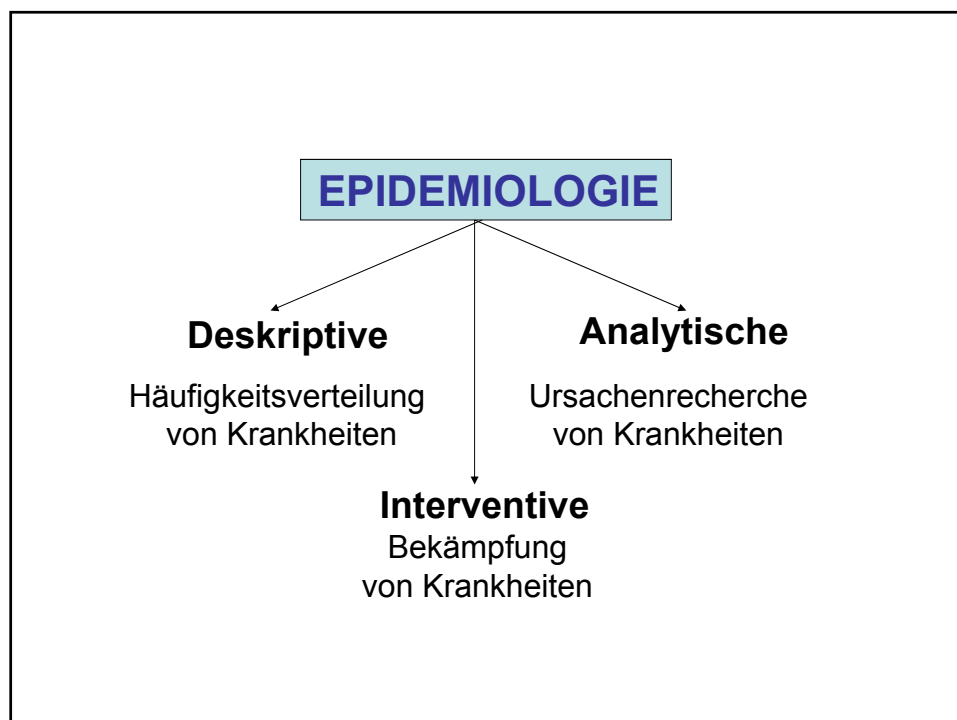 EPIDEMIOLOGIE
Deskriptive
Häufigkeitsverteilung
von Krankheiten
Analytische
Ursachenrecherche
von Krankheiten
Interventive
Bekämpfung
von Krankheiten